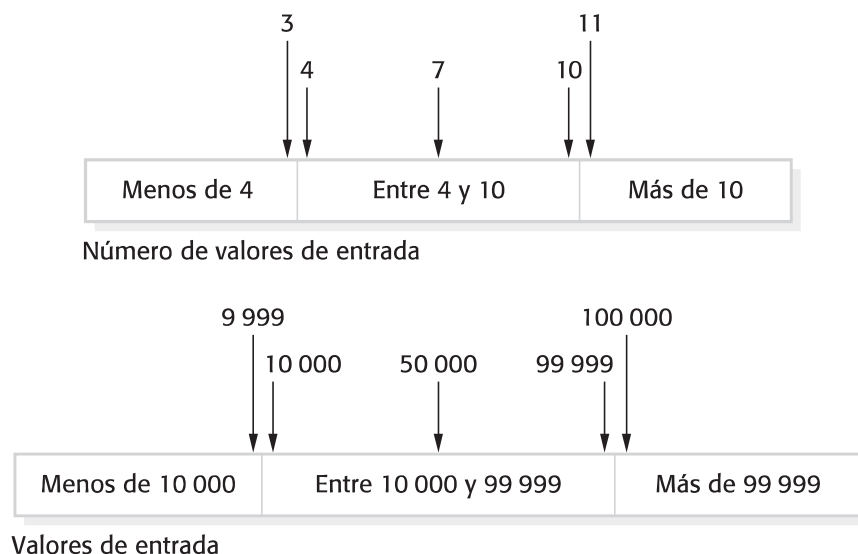 3 11
4 7 10
Menos de 4 Entre 4 y 10 Más de 10
Número de valores de entrada
9 999 100 000
10 000 50 000 99 999
Menos de 10 000 Entre 10 000 y 99 999 Más de 99 999
Valores de entrada